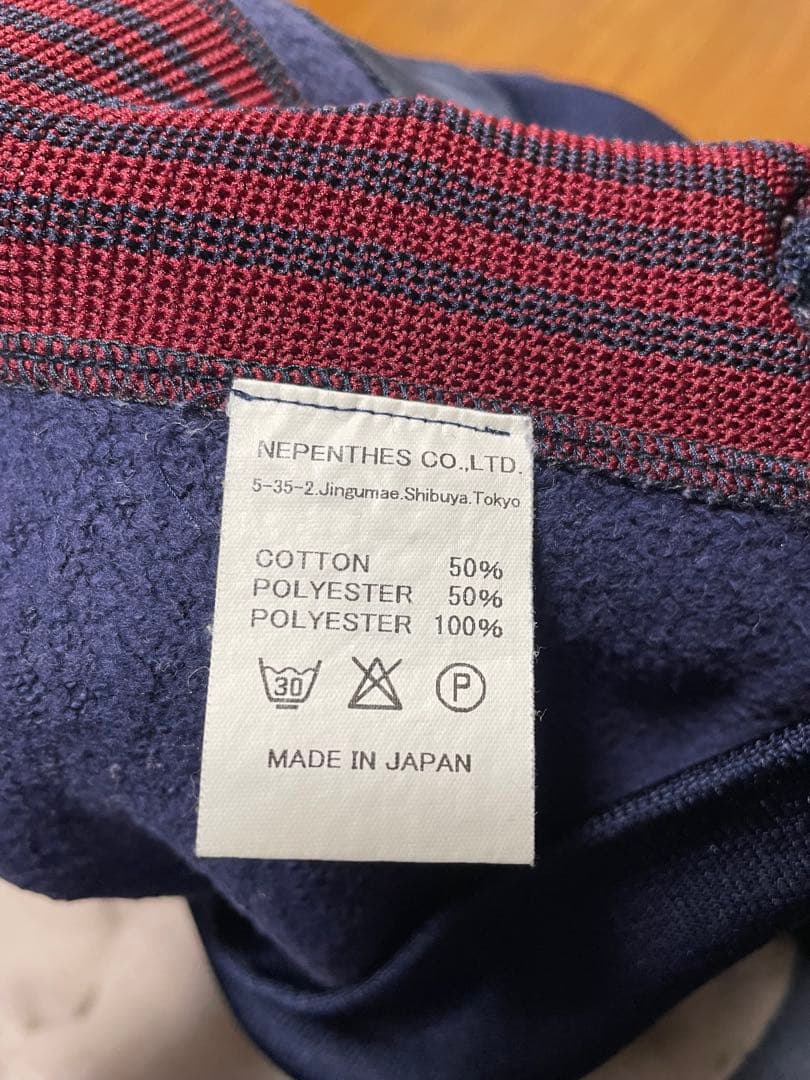 NEPENTHES CO.,LTD.
5-35-2.Jingumae.Shibuya.Tokyo
COTTON 50%
POLYESTER 50%
POLYESTER 100%
30 P
MADE IN JAPAN